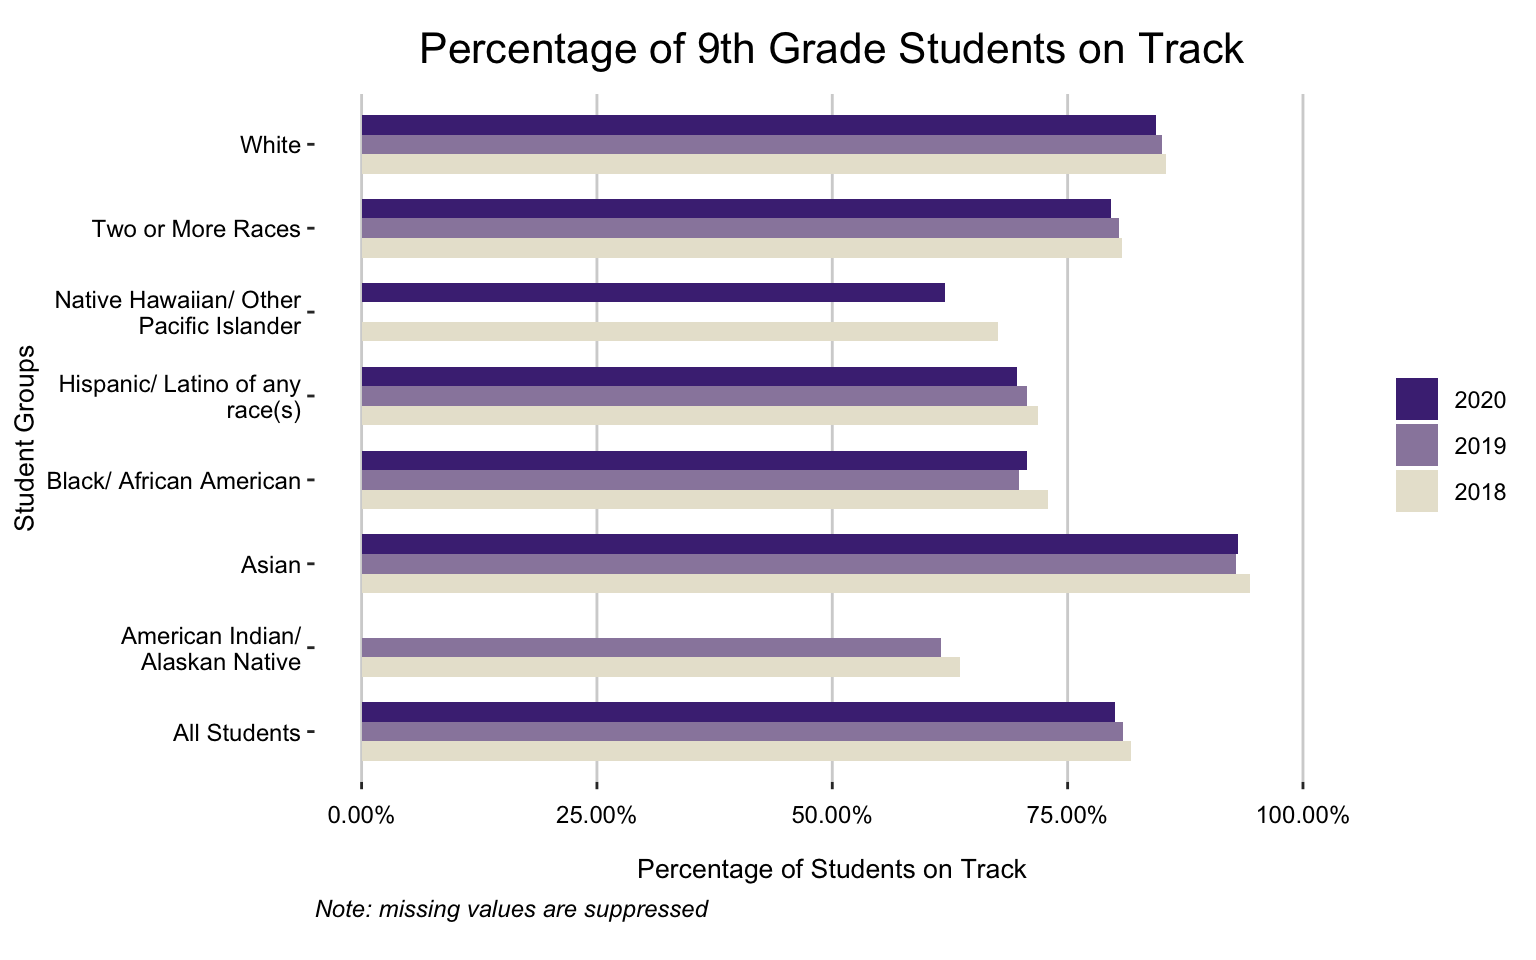 Percentage of 9th Grade Students on Track
White
Two or More Races
Native Hawaiian/ Other
Pacific Islander
Hispanic/ Latino of any
race(s)
Black/ African American
Asian
American Indian/
Alaskan Native
All Students
Student Groups
0.00%
25.00%
50.00%
75.00%
100.00%
Percentage of Students on Track
Note: missing values are suppressed
2020
2019
2018